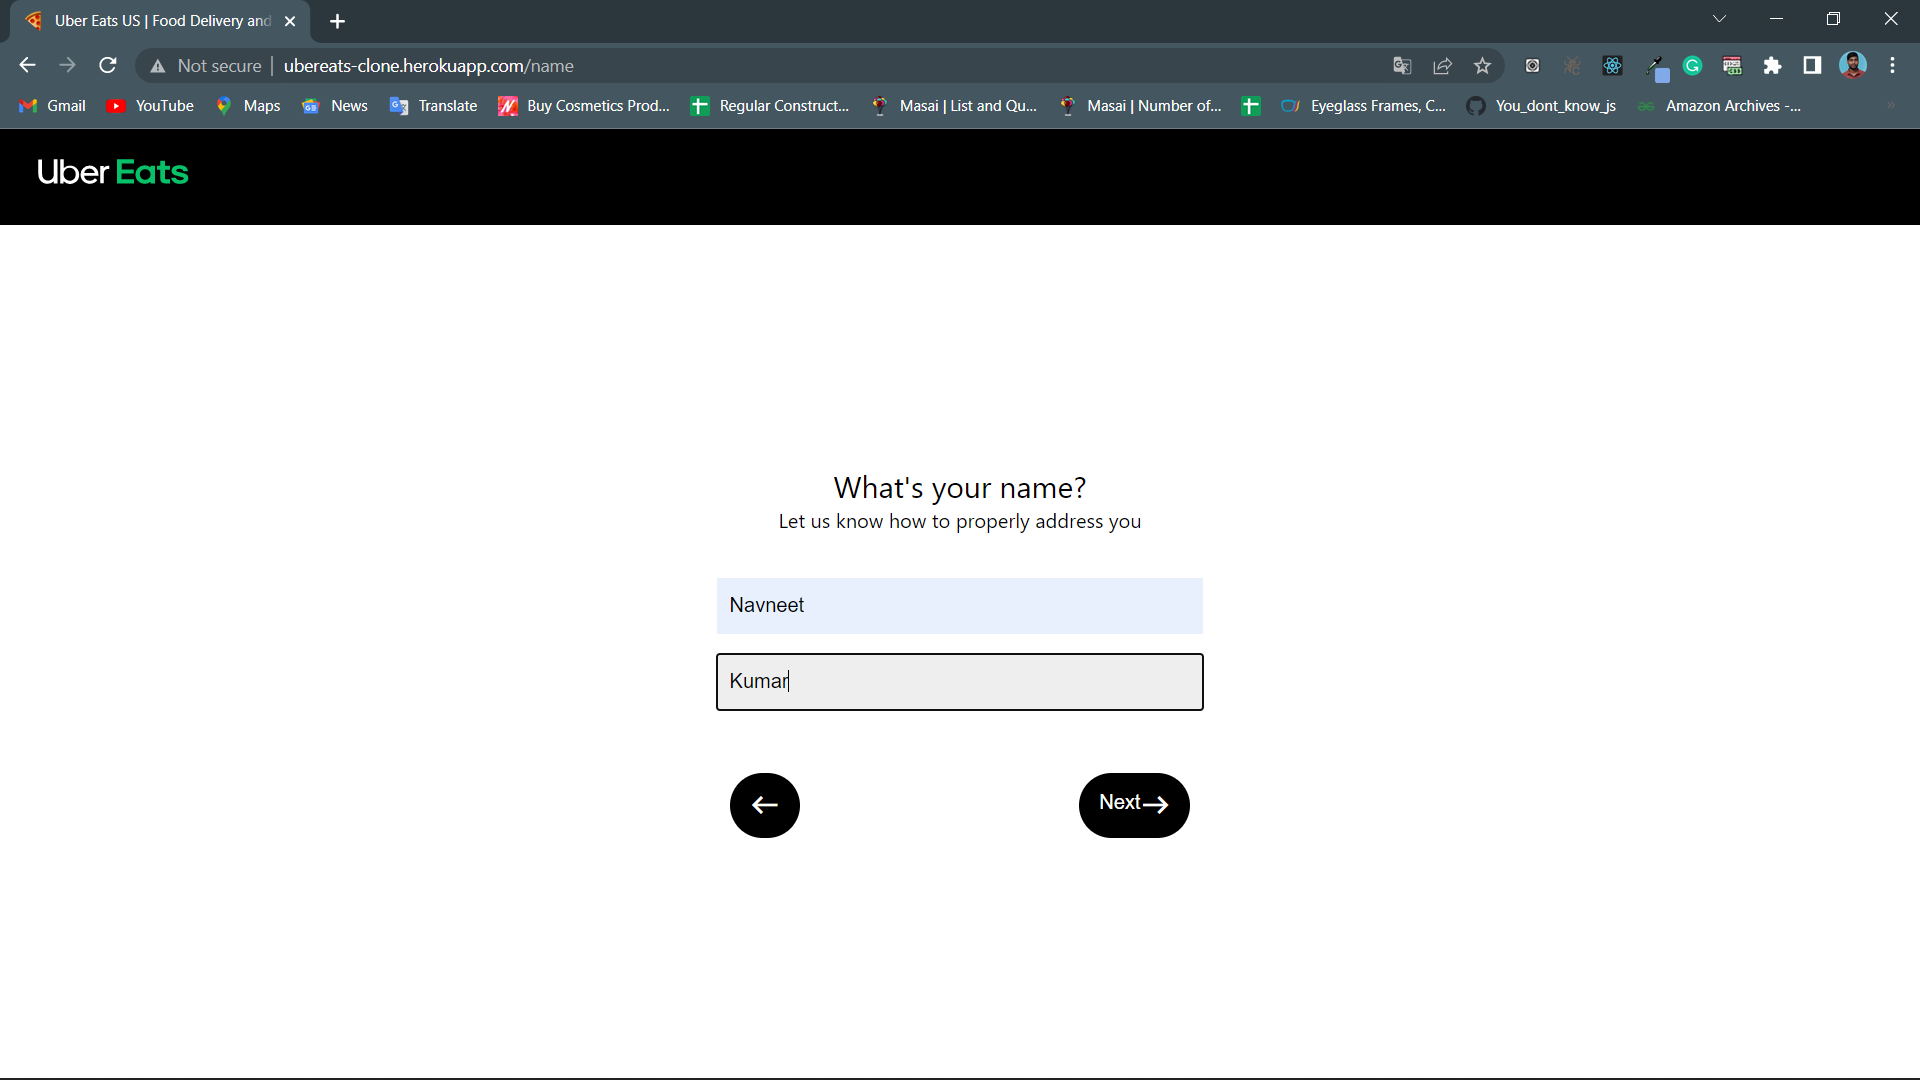 Uber Eats US | Food Delivery and
Not secure | ubereats-clone.herokuapp.com/name
Gmail YouTube Maps News Translate Buy Cosmetics Prod... Regular Construct... Masai | List and Qu... Masai | Number of... Eyeglass Frames, C... You_dont_know_js Amazon Archives -...
Uber Eats
What's your name?
Let us know how to properly address you
Navneet
Kumar
Next